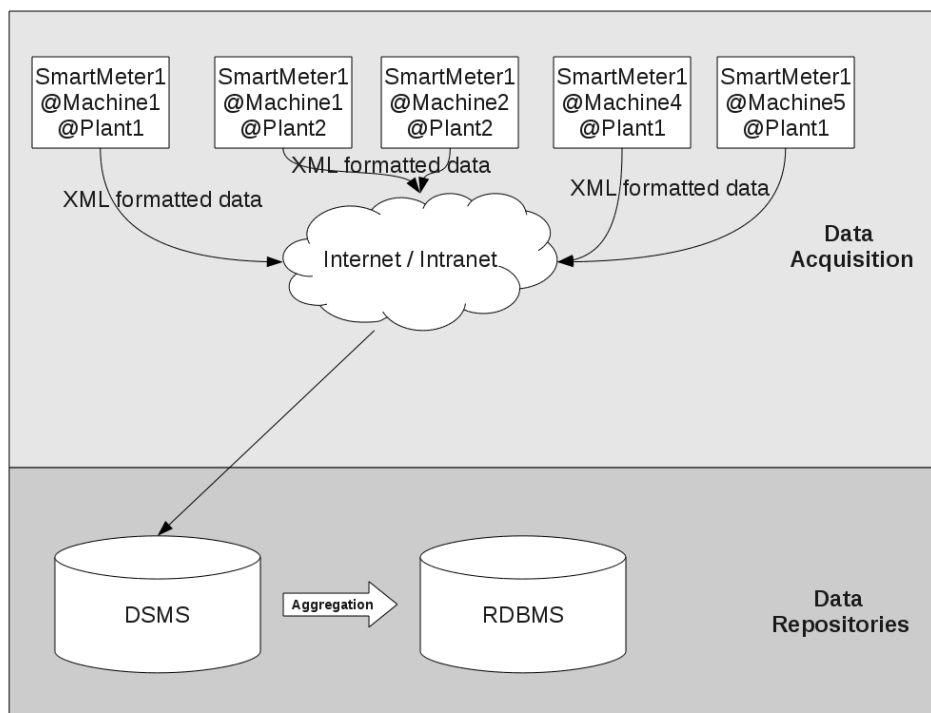 SmartMeter1
@Machine1
@Plant1
SmartMeter1
@Machine1
@Plant2
SmartMeter1
@Machine2
@Plant2
SmartMeter1
@Machine4
@Plant1
SmartMeter1
@Machine5
@Plant1
XML formatted data
XML formatted data
XML formatted data
Internet / Intranet
Data
Acquisition
DSMS
Aggregation
RDBMS
Data
Repositories